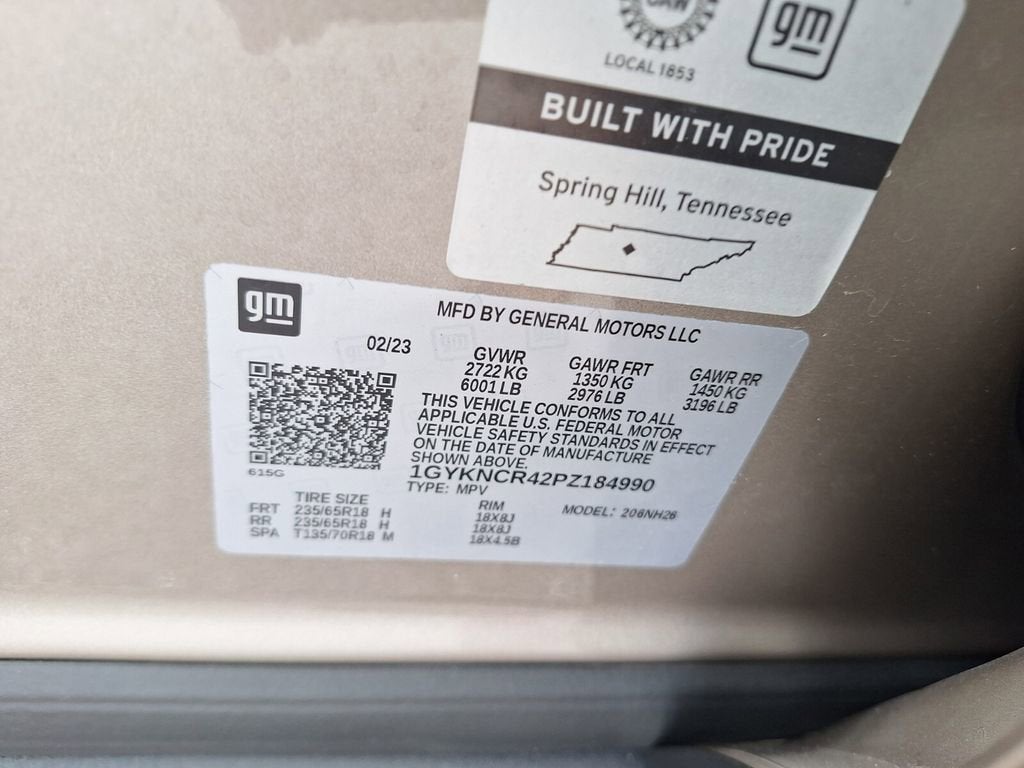 UAW
gm
LOCAL 1853
BUILT WITH PRIDE
Spring Hill, Tennessee
gm
MFD BY GENERAL MOTORS LLC
02/23
GVWR GAWR FRT GAWR RR
2722 KG 1350 KG 1450 KG
6001 LB 2976 LB 3196 LB
THIS VEHICLE CONFORMS TO ALL
APPLICABLE U.S. FEDERAL MOTOR
VEHICLE SAFETY STANDARDS IN EFFECT
ON THE DATE OF MANUFACTURE
SHOWN ABOVE.
615G
1GYKNCR42PZ184990
TYPE: MPV
MODEL: 206NH26
TIRE SIZE RIM
FRT 235/65R18 H 18X8J
RR 235/65R18 H 18X8J
SPA T135/70R18 M 18X4.5B